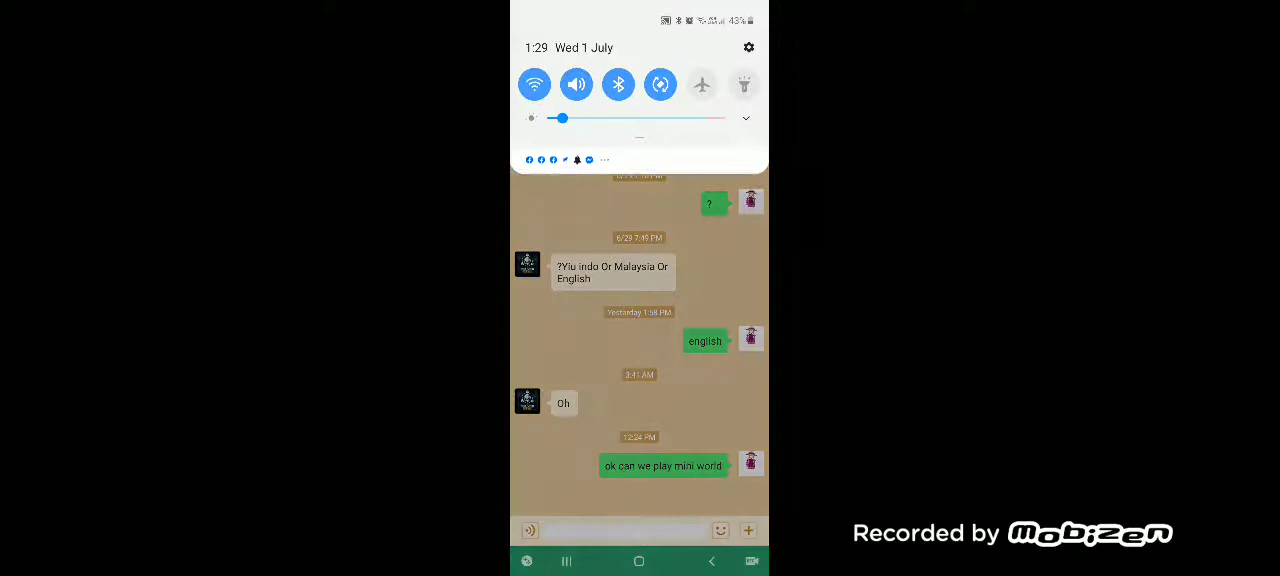 43%
1:29 Wed 1 July
?
6/29 7:49 PM
?Yiu indo Or Malaysia Or
English
Yesterday 1:58 PM
english
3:41 AM
Oh
12:24 PM
ok can we play mini world
Recorded by mobizen